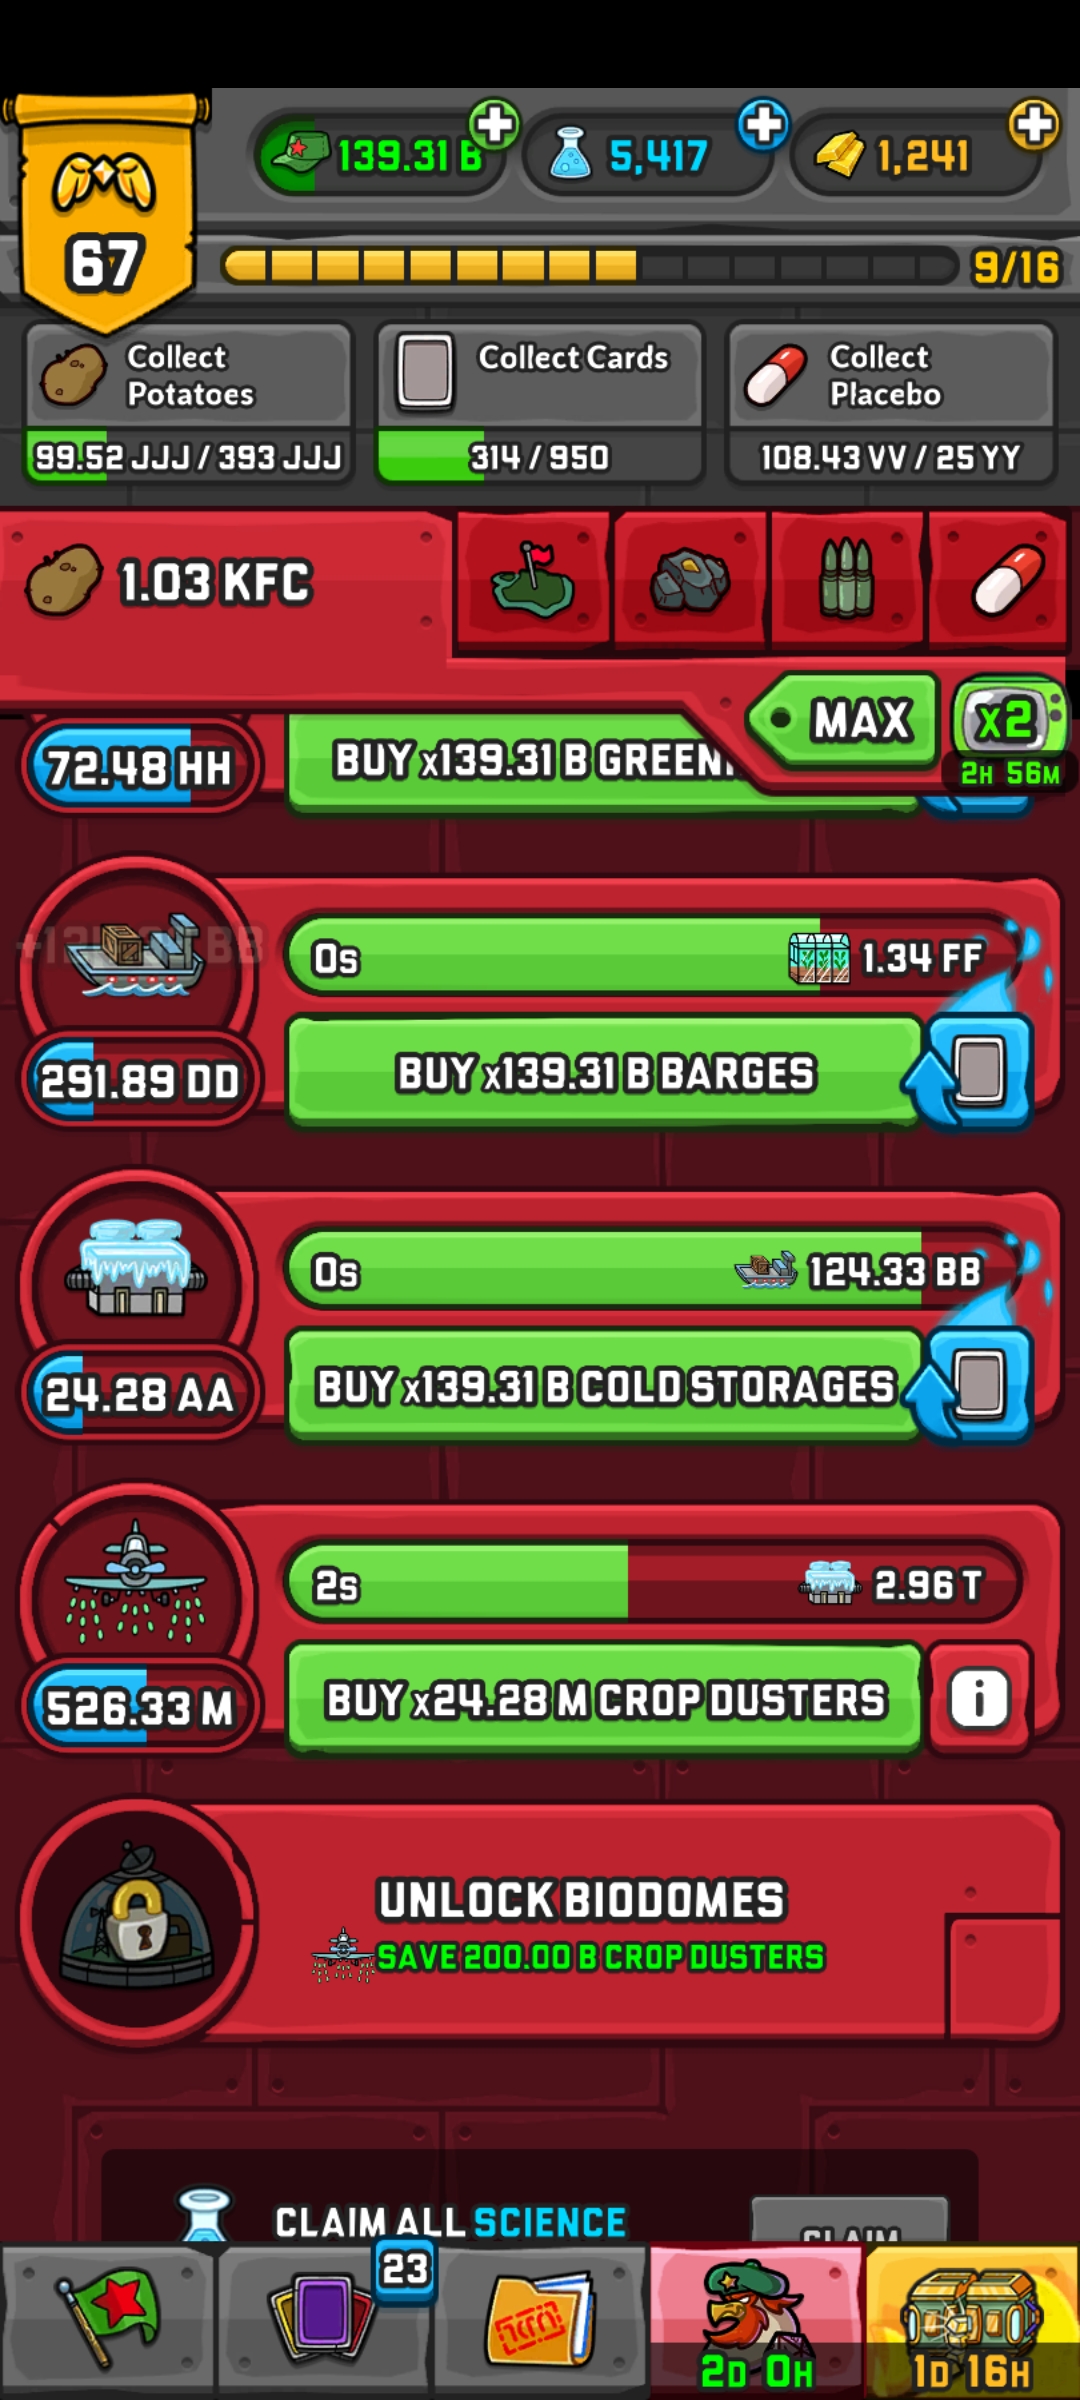 139.31 B
5,417
1,241
67
9/16
Collect
Potatoes
99.52 JJJ / 393 JJJ
Collect Cards
314 / 950
Collect
Placebo
108.43 VV / 25 YY
1.03 KFC
MAX
x2
2H 56M
72.48 HH
BUY x139.31 B
0s
1.34 FF
291.89 DD
BUY x139.31 B BARGES
0s
124.33 BB
24.28 AA
BUY x139.31 B COLD STORAGES
2s
2.96 T
526.33 M
BUY x24.28 M CROP DUSTERS
i
UNLOCK BIODOMES
SAVE 200.00 B CROP DUSTERS
CLAIM ALL SCIENCE
CLAIM
23
2D 0H
1D 16H